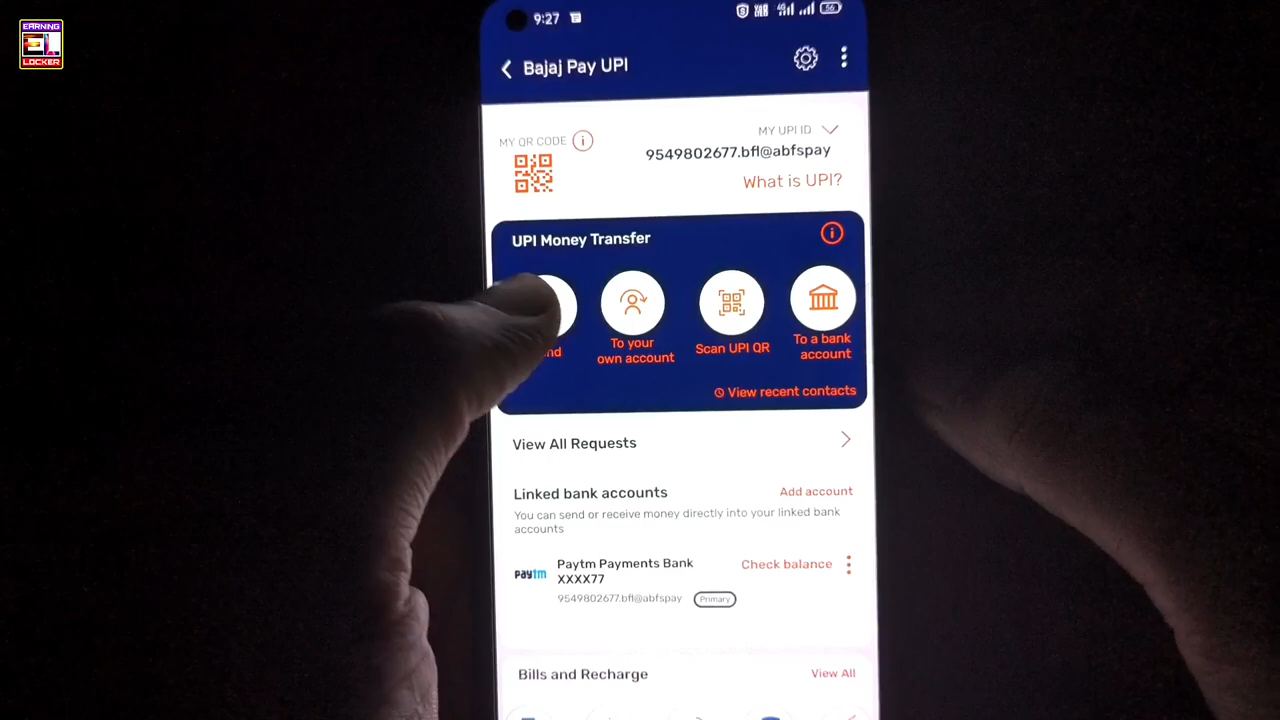 EARNING
LOCKER
9:27
56
Bajaj Pay UPI
MY QR CODE
MY UPI ID
9549802677.bfl@abfspay
What is UPI?
UPI Money Transfer
To your
own account
Scan UPI QR
To a bank
account
View recent contacts
View All Requests
Linked bank accounts
Add account
You can send or receive money directly into your linked bank
accounts
paytm
Paytm Payments Bank
XXXX77
Check balance
9549802677.bfl@abfspay
Primary
Bills and Recharge
View All